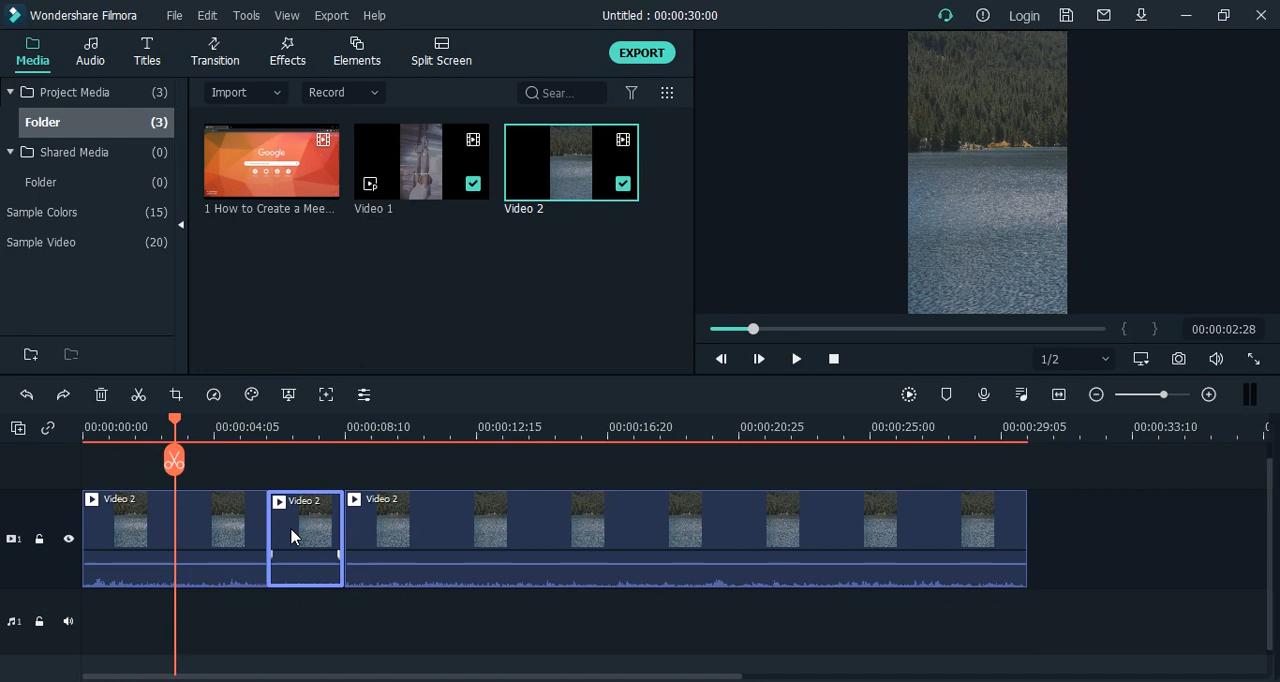 Wondershare Filmora File Edit Tools View Export Help Untitled : 00:00:30:00 Login
Media Audio Titles Transition Effects Elements Split Screen EXPORT
Project Media (3)
Folder (3)
Shared Media (0)
Folder (0)
Sample Colors (15)
Sample Video (20)
Import Record Sear...
Google
1 How to Create a Mee... Video 1 Video 2
00:00:02:28
1/2
00:00:00:00 00:00:04:05 00:00:08:10 00:00:12:15 00:00:16:20 00:00:20:25 00:00:25:00 00:00:29:05 00:00:33:10
Video 2 Video 2 Video 2
1
1